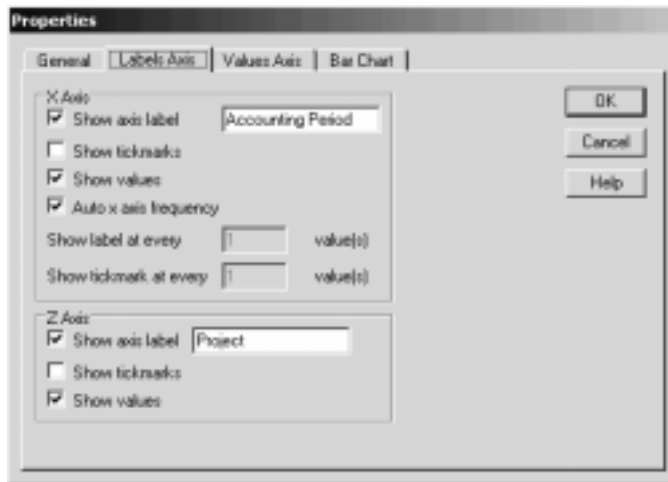 Properties
General Labels Axis Values Axis Bar Chart
X Axis
Show axis label Accounting Period
Show tickmarks
Show values
Auto x axis frequency
Show label at every 1 value(s)
Show tickmark at every 1 value(s)
Z Axis
Show axis label Project
Show tickmarks
Show values
OK
Cancel
Help